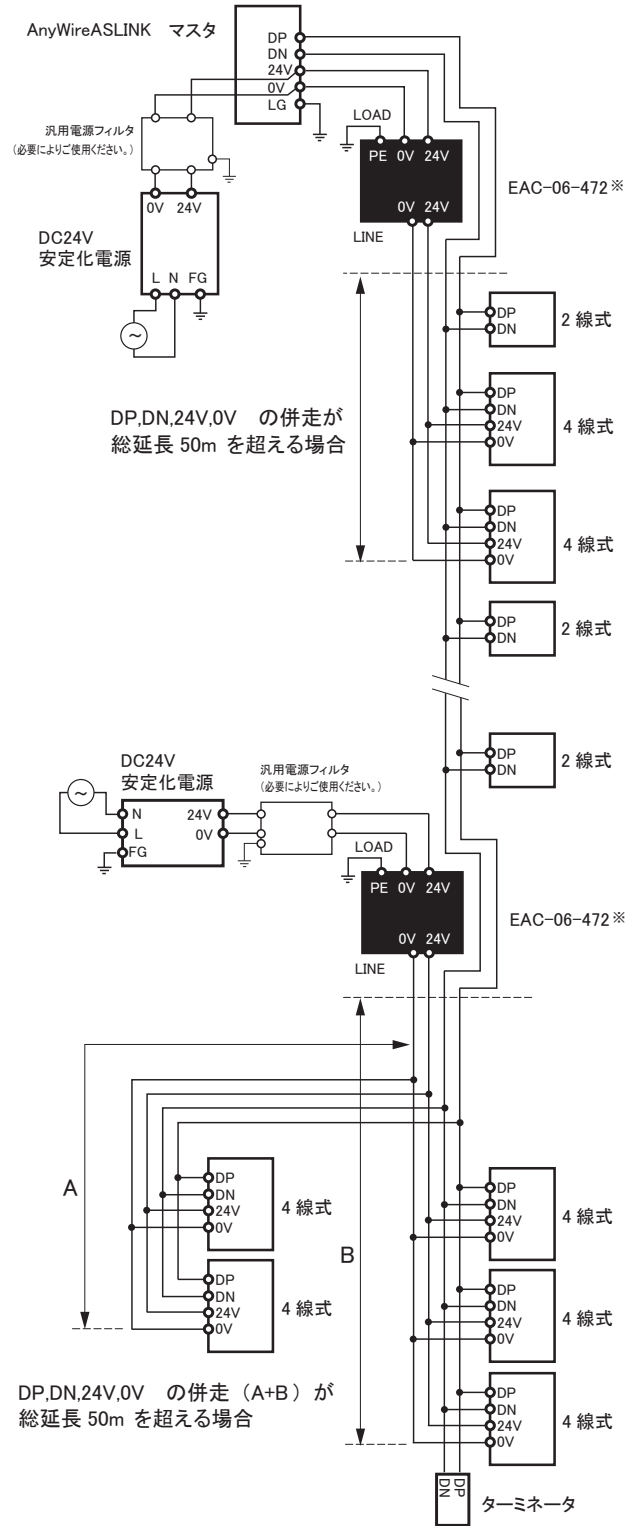 AnyWireASLINK マスタ
DP
DN
24V
0V
LG
汎用電源フィルタ
(必要によりご使用ください。)
0V 24V
DC24V
安定化電源
L N FG
LOAD
PE 0V 24V
0V 24V
LINE
EAC-06-472※
DP
DN
2 線式
DP
DN
24V
0V
4 線式
DP,DN,24V,0V の併走が
総延長 50m を超える場合
DP
DN
24V
0V
4 線式
DP
DN
2 線式
DP
DN
2 線式
DC24V
安定化電源
N
L
FG
24V
0V
汎用電源フィルタ
(必要によりご使用ください。)
LOAD
PE 0V 24V
0V 24V
LINE
EAC-06-472※
A
B
DP
DN
24V
0V
4 線式
DP
DN
24V
0V
4 線式
DP
DN
24V
0V
4 線式
DP
DN
24V
0V
4 線式
DP
DN
24V
0V
4 線式
DP,DN,24V,0V の併走 (A+B) が
総延長 50m を超える場合
DP
DN
ターミネータ